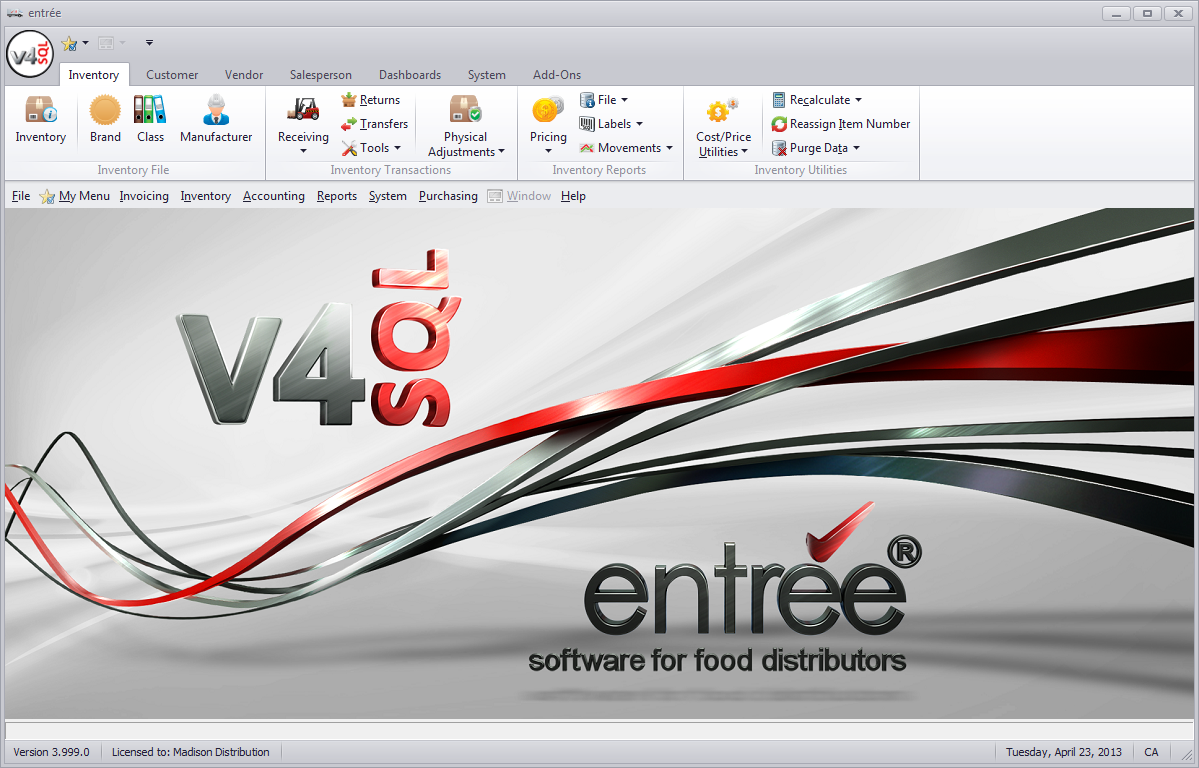 entrée
V4 SQL
Inventory Customer Vendor Salesperson Dashboards System Add-Ons
Inventory Brand Class Manufacturer
Inventory File
Receiving
Returns
Transfers
Tools
Physical
Adjustments
Inventory Transactions
Pricing
File
Labels
Movements
Inventory Reports
Cost/Price
Utilities
Recalculate
Reassign Item Number
Purge Data
Inventory Utilities
File My Menu Invoicing Inventory Accounting Reports System Purchasing Window Help
V4 SQL
entrée®
software for food distributors
Version 3.999.0 Licensed to: Madison Distribution Tuesday, April 23, 2013 CA